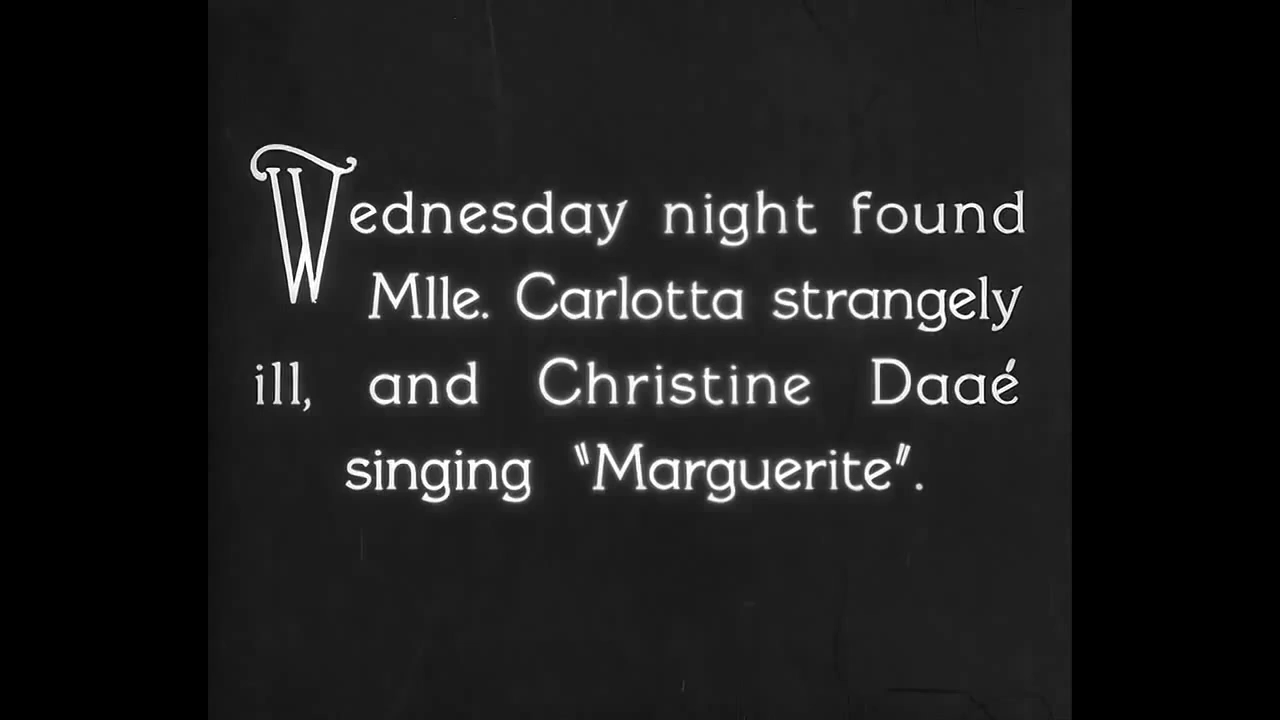 Wednesday night found
Mlle. Carlotta strangely
ill, and Christine Daaé
singing "Marguerite".